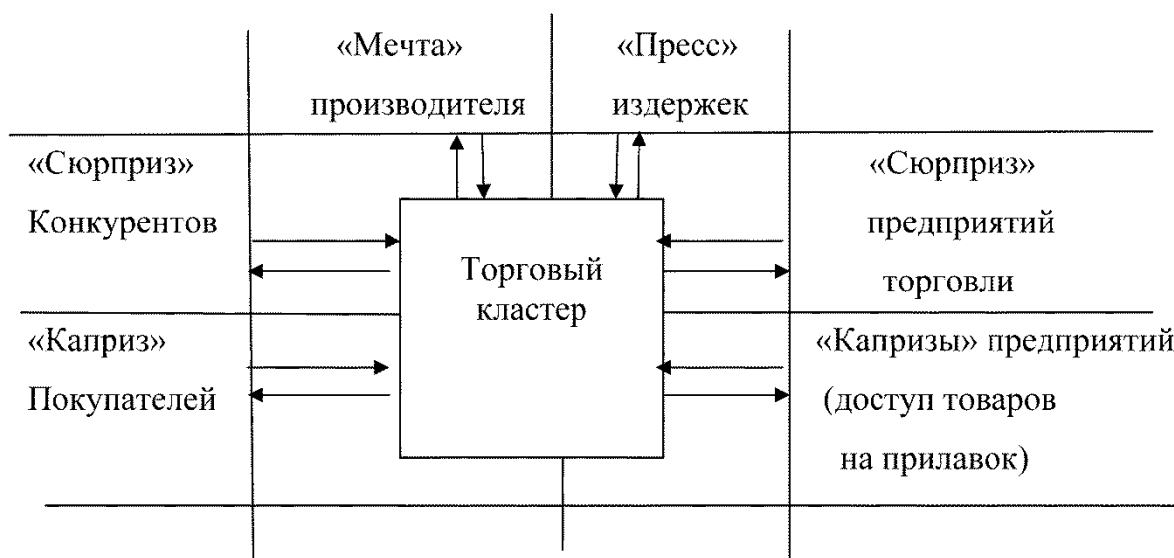 «Мечта»
производителя
«Пресс»
издержек
«Сюрприз»
Конкурентов
«Сюрприз»
предприятий
торговли
Торговый
кластер
«Каприз»
Покупателей
«Капризы» предприятий
(доступ товаров
на прилавок)